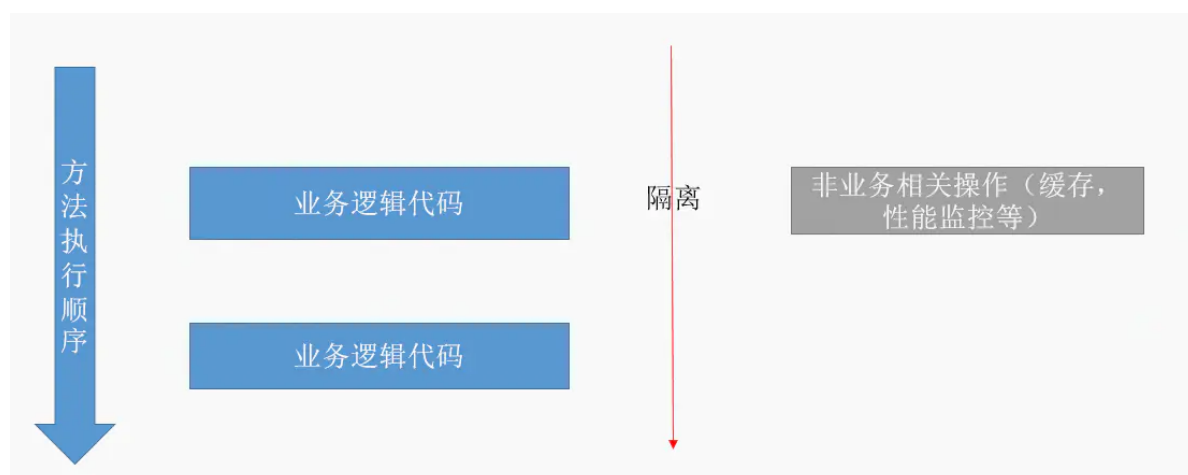 方法执行顺序
业务逻辑代码
隔离
非业务相关操作（缓存，
性能监控等）
业务逻辑代码